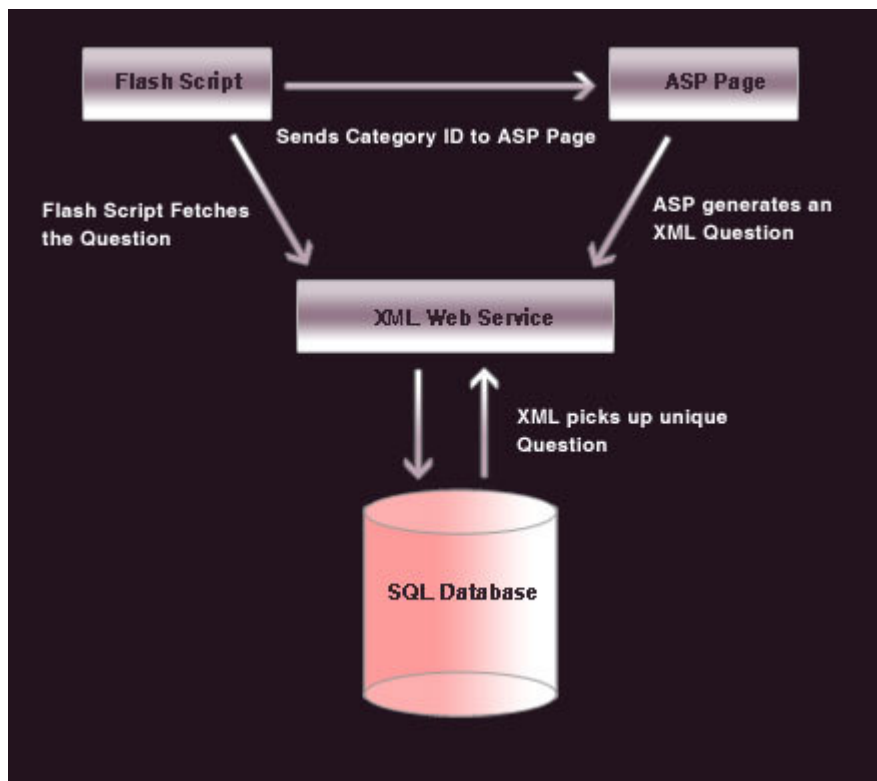 Flash Script
ASP Page
Sends Category ID to ASP Page
Flash Script Fetches
the Question
ASP generates an
XML Question
XML Web Service
XML picks up unique
Question
SQL Database